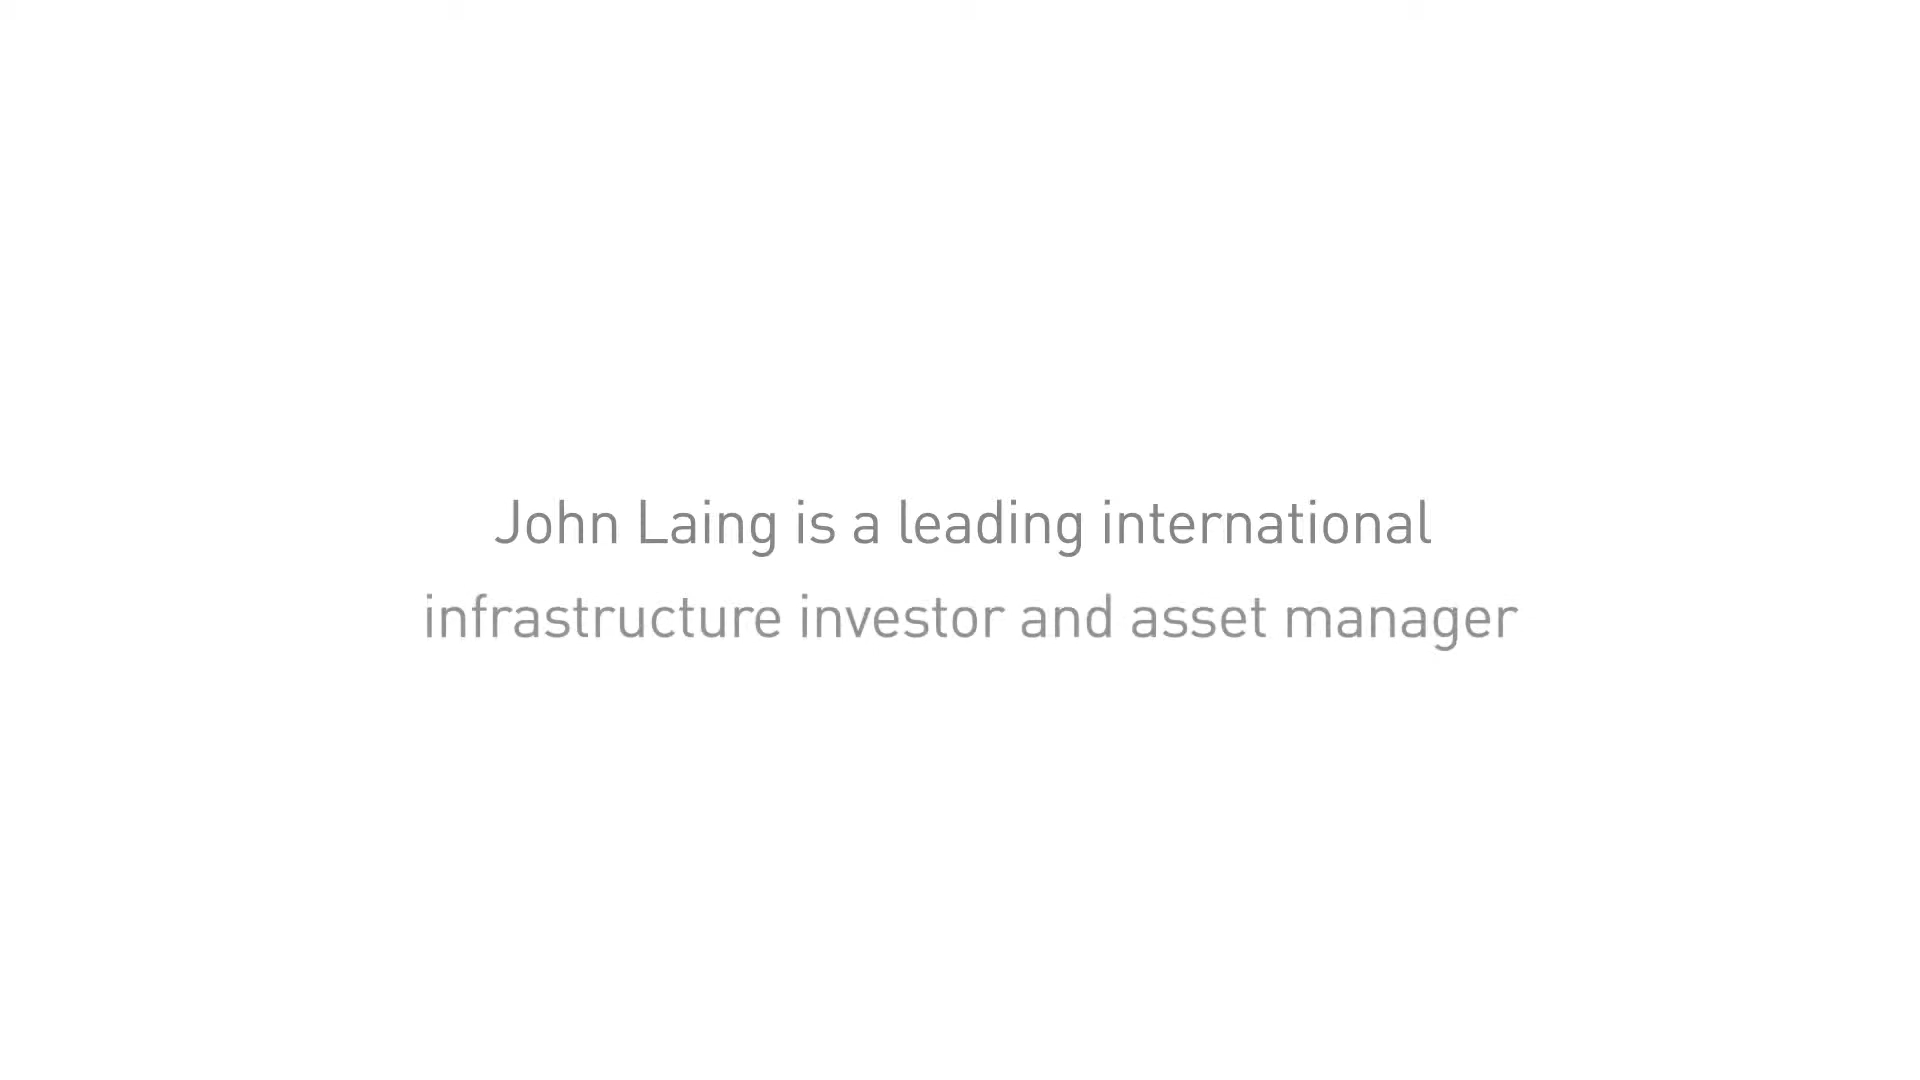 John Laing is a leading international
infrastructure investor and asset manager